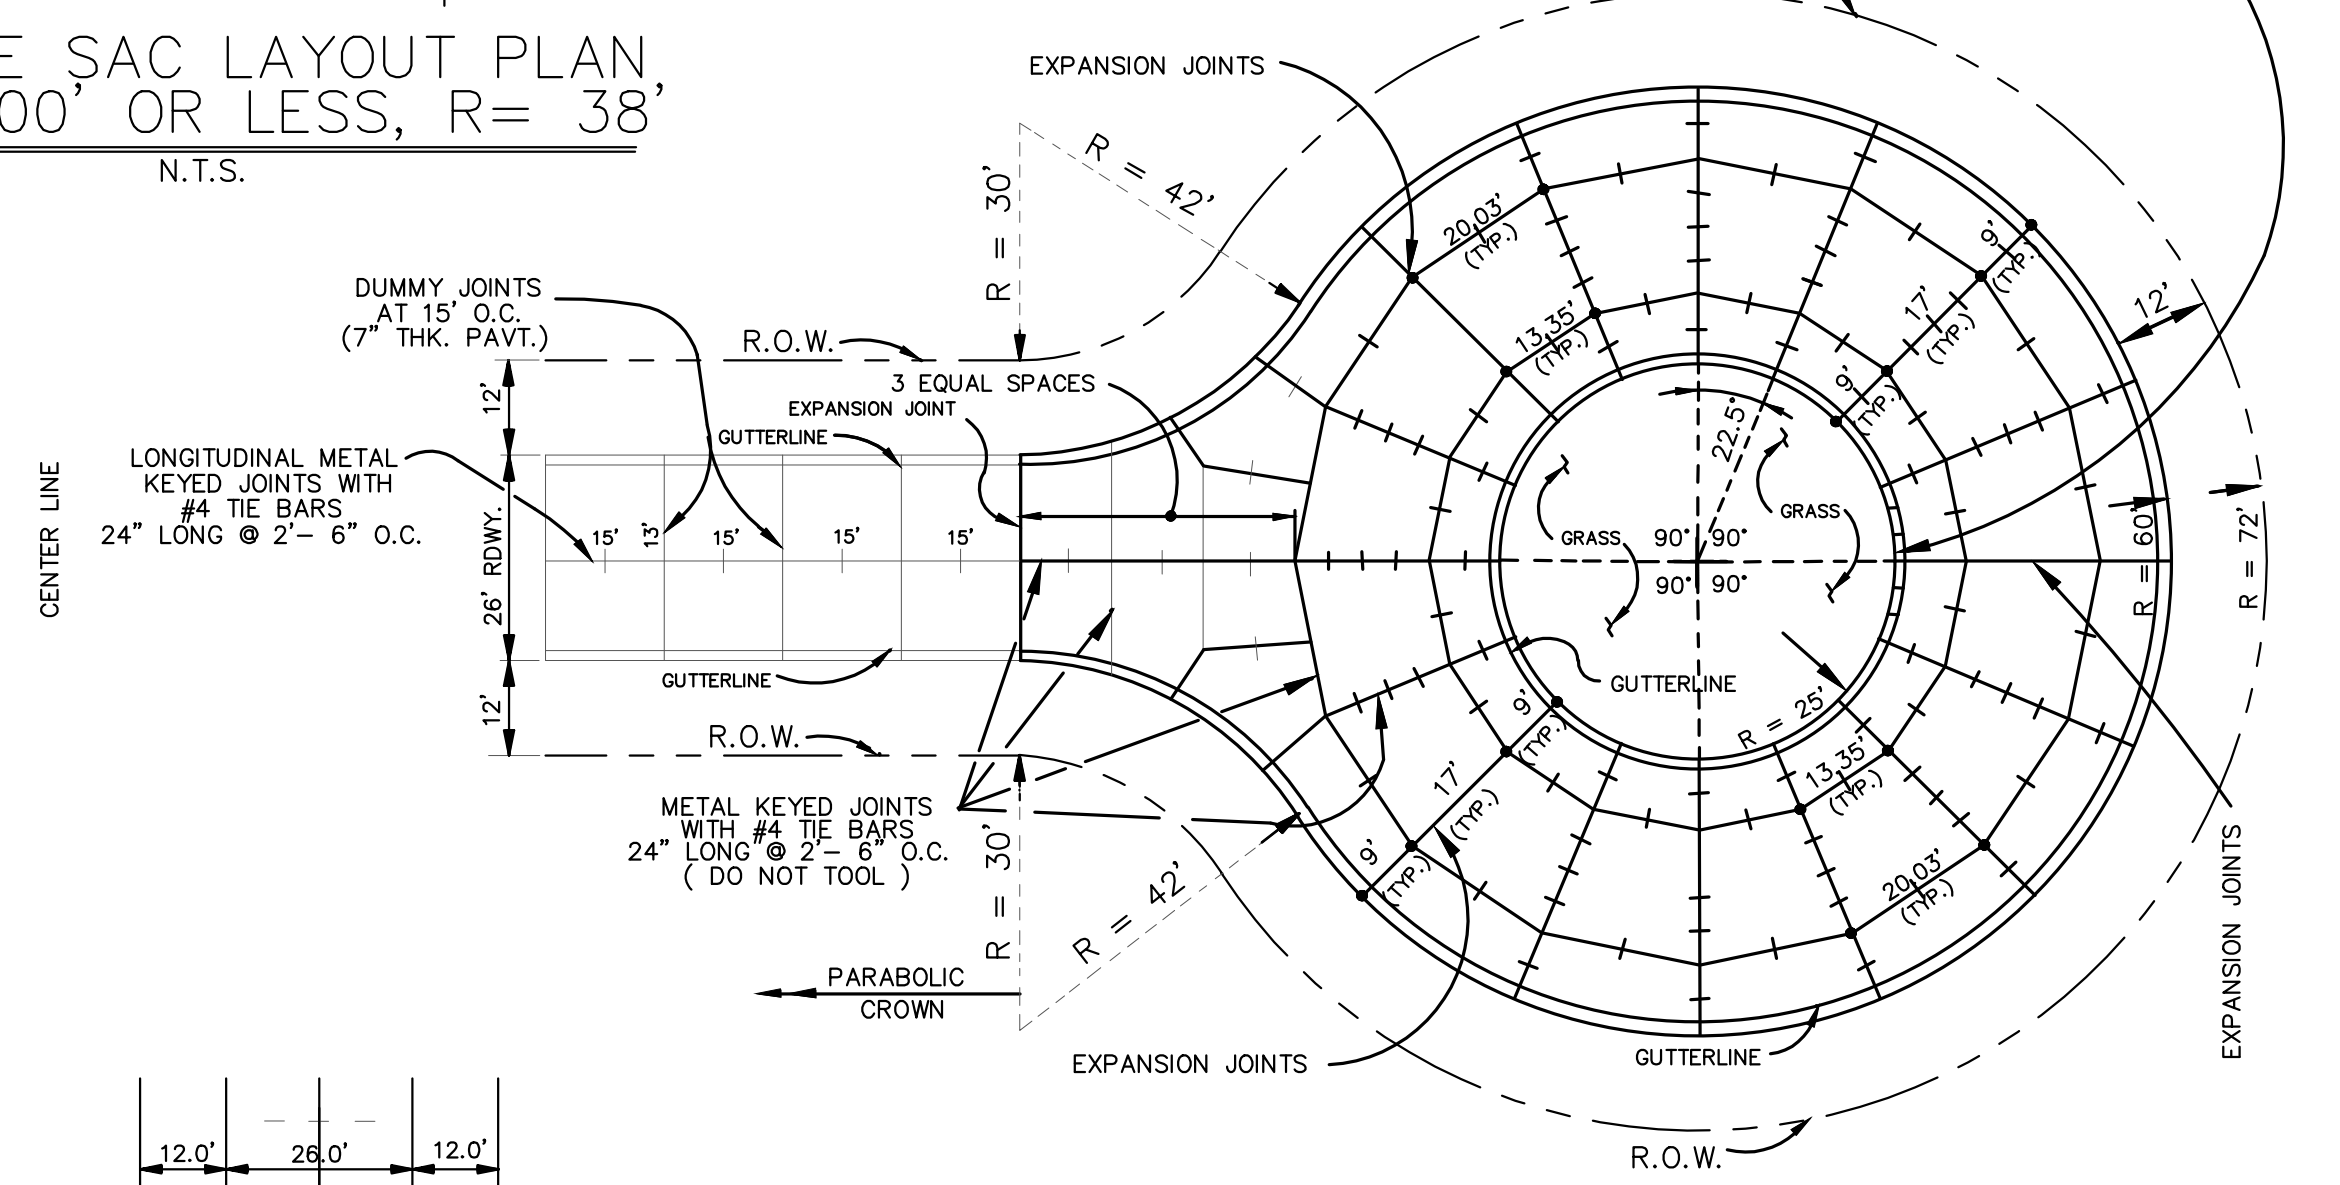 E SAC LAYOUT PLAN,
00' OR LESS, R= 38'
N.T.S.
EXPANSION JOINTS
R = 30'
R = 42'
DUMMY JOINTS
AT 15' O.C.
(7" THK. PAVT.)
R.O.W.
3 EQUAL SPACES
EXPANSION JOINT
GUTTERLINE
12'
LONGITUDINAL METAL
KEYED JOINTS WITH
#4 TIE BARS
24" LONG @ 2'- 6" O.C.
CENTER LINE
26' RDWY.
15'
13'
15'
15'
15'
GUTTERLINE
12'
R.O.W.
METAL KEYED JOINTS
WITH #4 TIE BARS
24" LONG @ 2'- 6" O.C.
( DO NOT TOOL )
R = 30'
R = 42'
PARABOLIC
CROWN
EXPANSION JOINTS
20.03'
(TYP.)
13.35'
(TYP.)
9'
(TYP.)
17'
(TYP.)
9'
(TYP.)
12'
22.5°
GRASS
GRASS
90°
90°
90°
90°
R = 60'
R = 72'
GUTTERLINE
R = 25'
9'
(TYP.)
17'
(TYP.)
9'
(TYP.)
13.35'
(TYP.)
20.03'
(TYP.)
EXPANSION JOINTS
GUTTERLINE
R.O.W.
12.0'
26.0'
12.0'